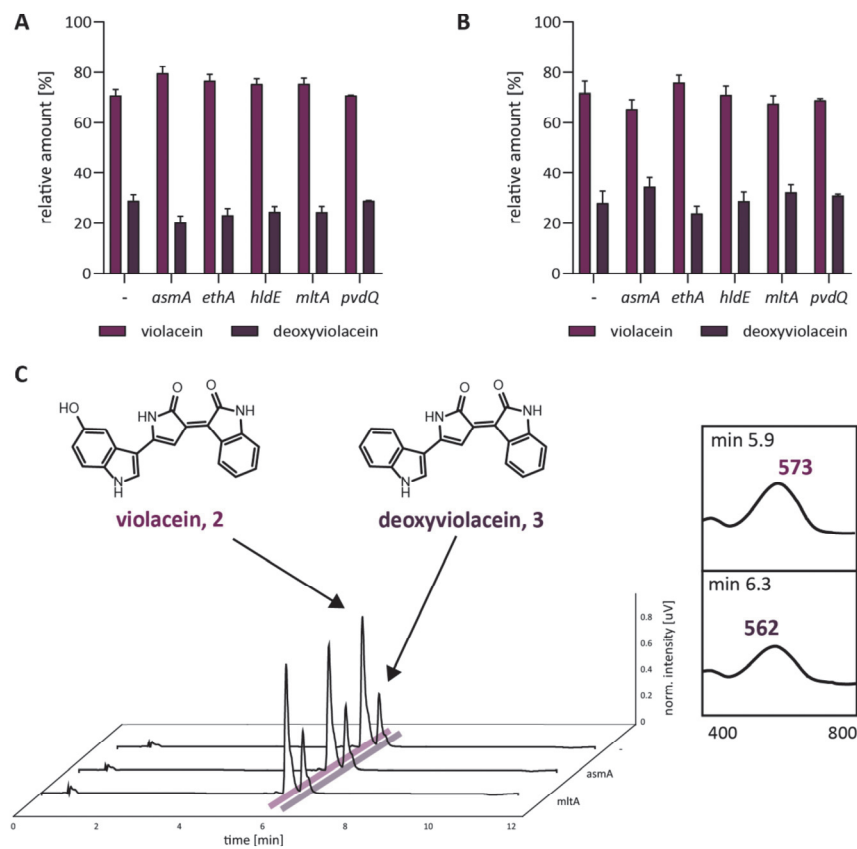 A
relative amount [%]
100
80
60
40
20
0
- asmA ethA hldE mltA pvdQ
violacein deoxyviolacein
B
relative amount [%]
100
80
60
40
20
0
- asmA ethA hldE mltA pvdQ
violacein deoxyviolacein
C
HO
HN
O
O
NH
N
H
violacein, 2
HN
O
O
NH
N
H
deoxyviolacein, 3
min 5.9
573
min 6.3
562
400 800
0.8
0.6
0.4
0.2
0
norm. intensity [uV]
-
asmA
mltA
0 2 4 6 8 10 12
time [min]